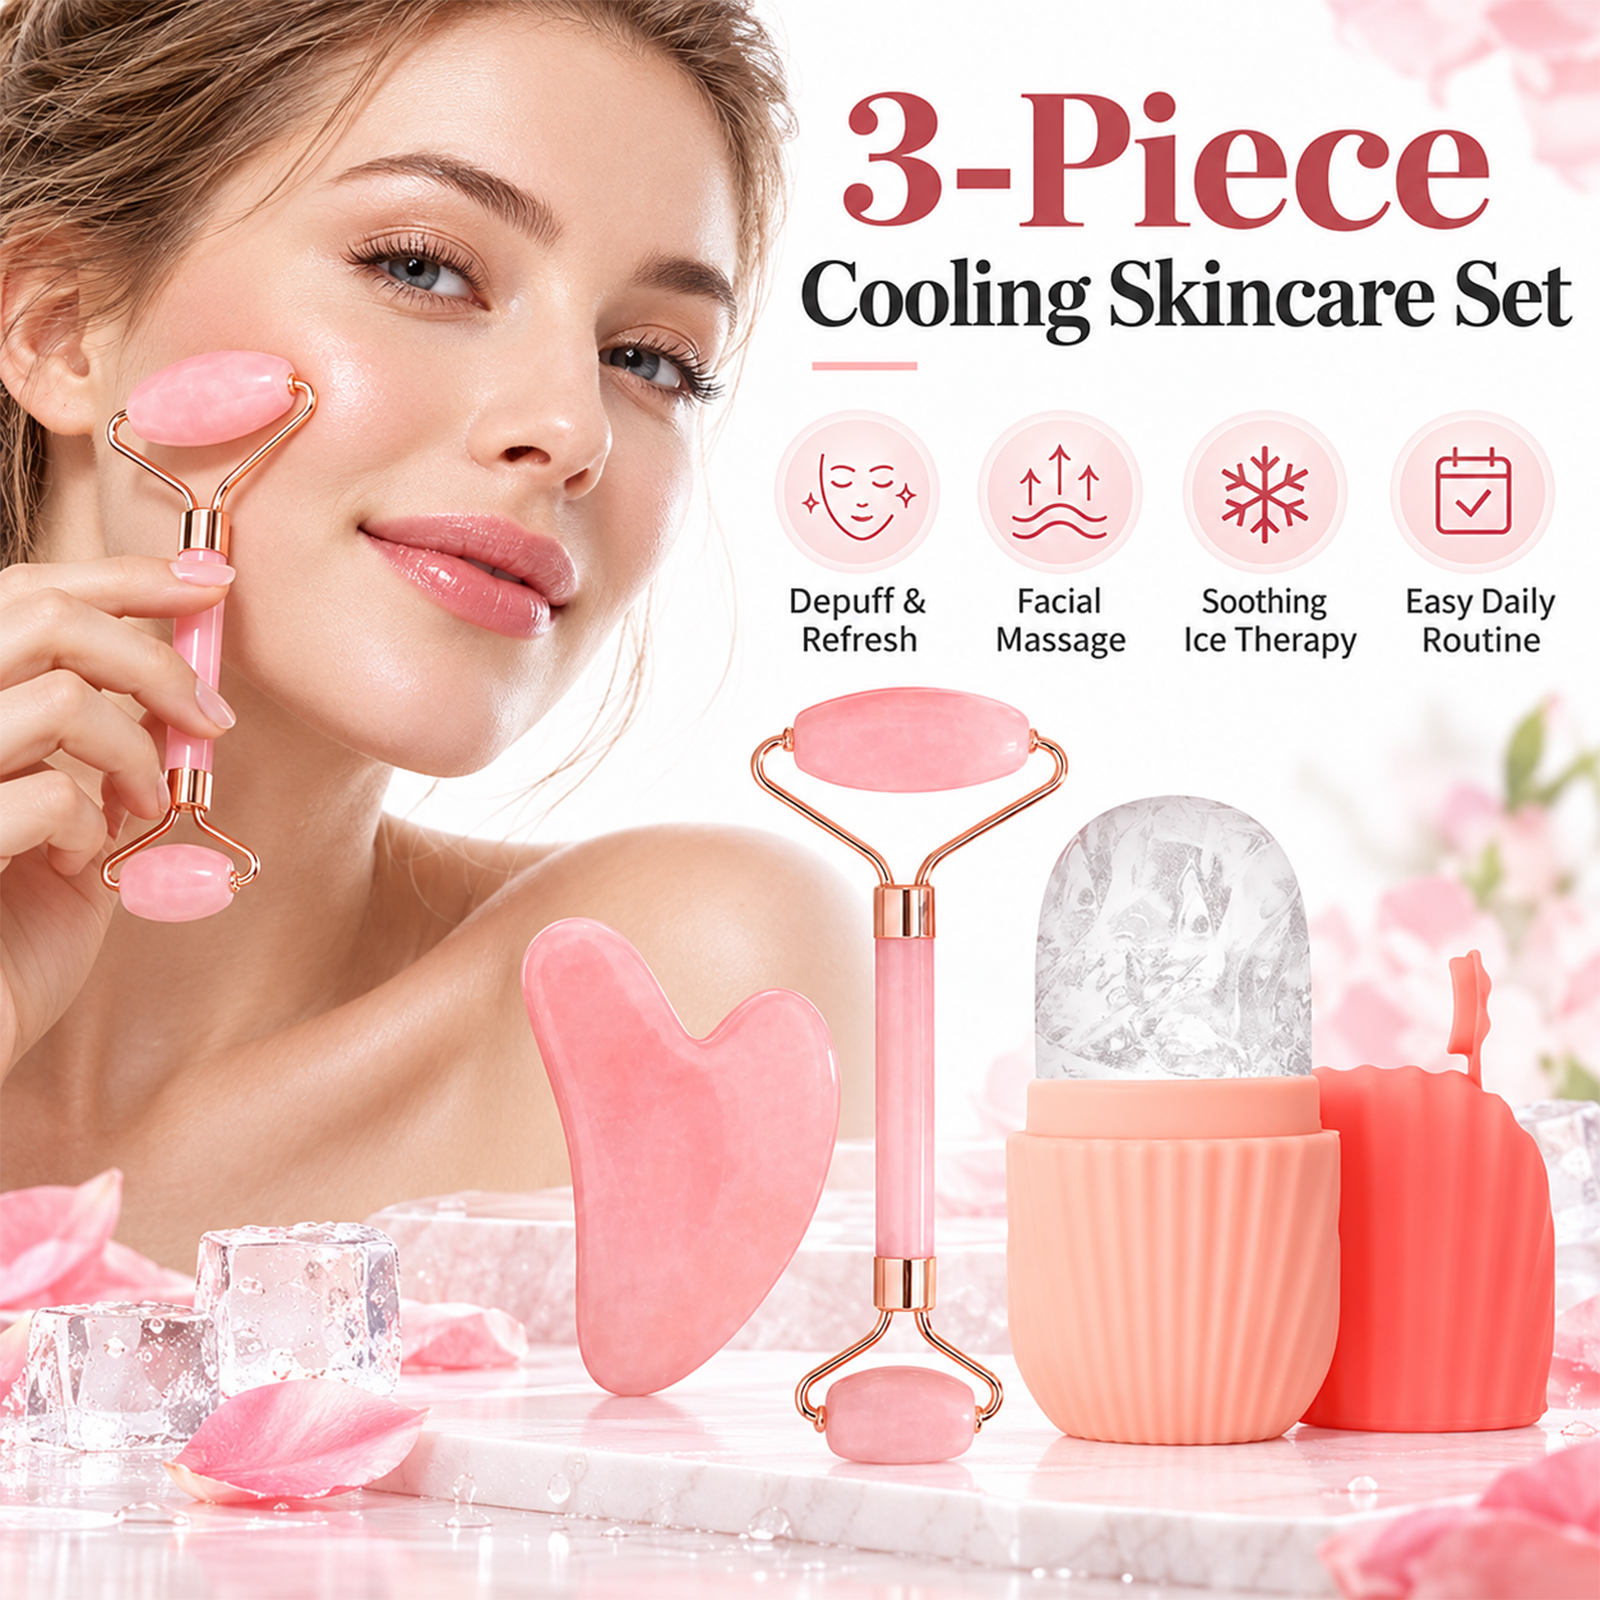 3-Piece
Cooling Skincare Set
Depuff &
Refresh
Facial
Massage
Soothing
Ice Therapy
Easy Daily
Routine